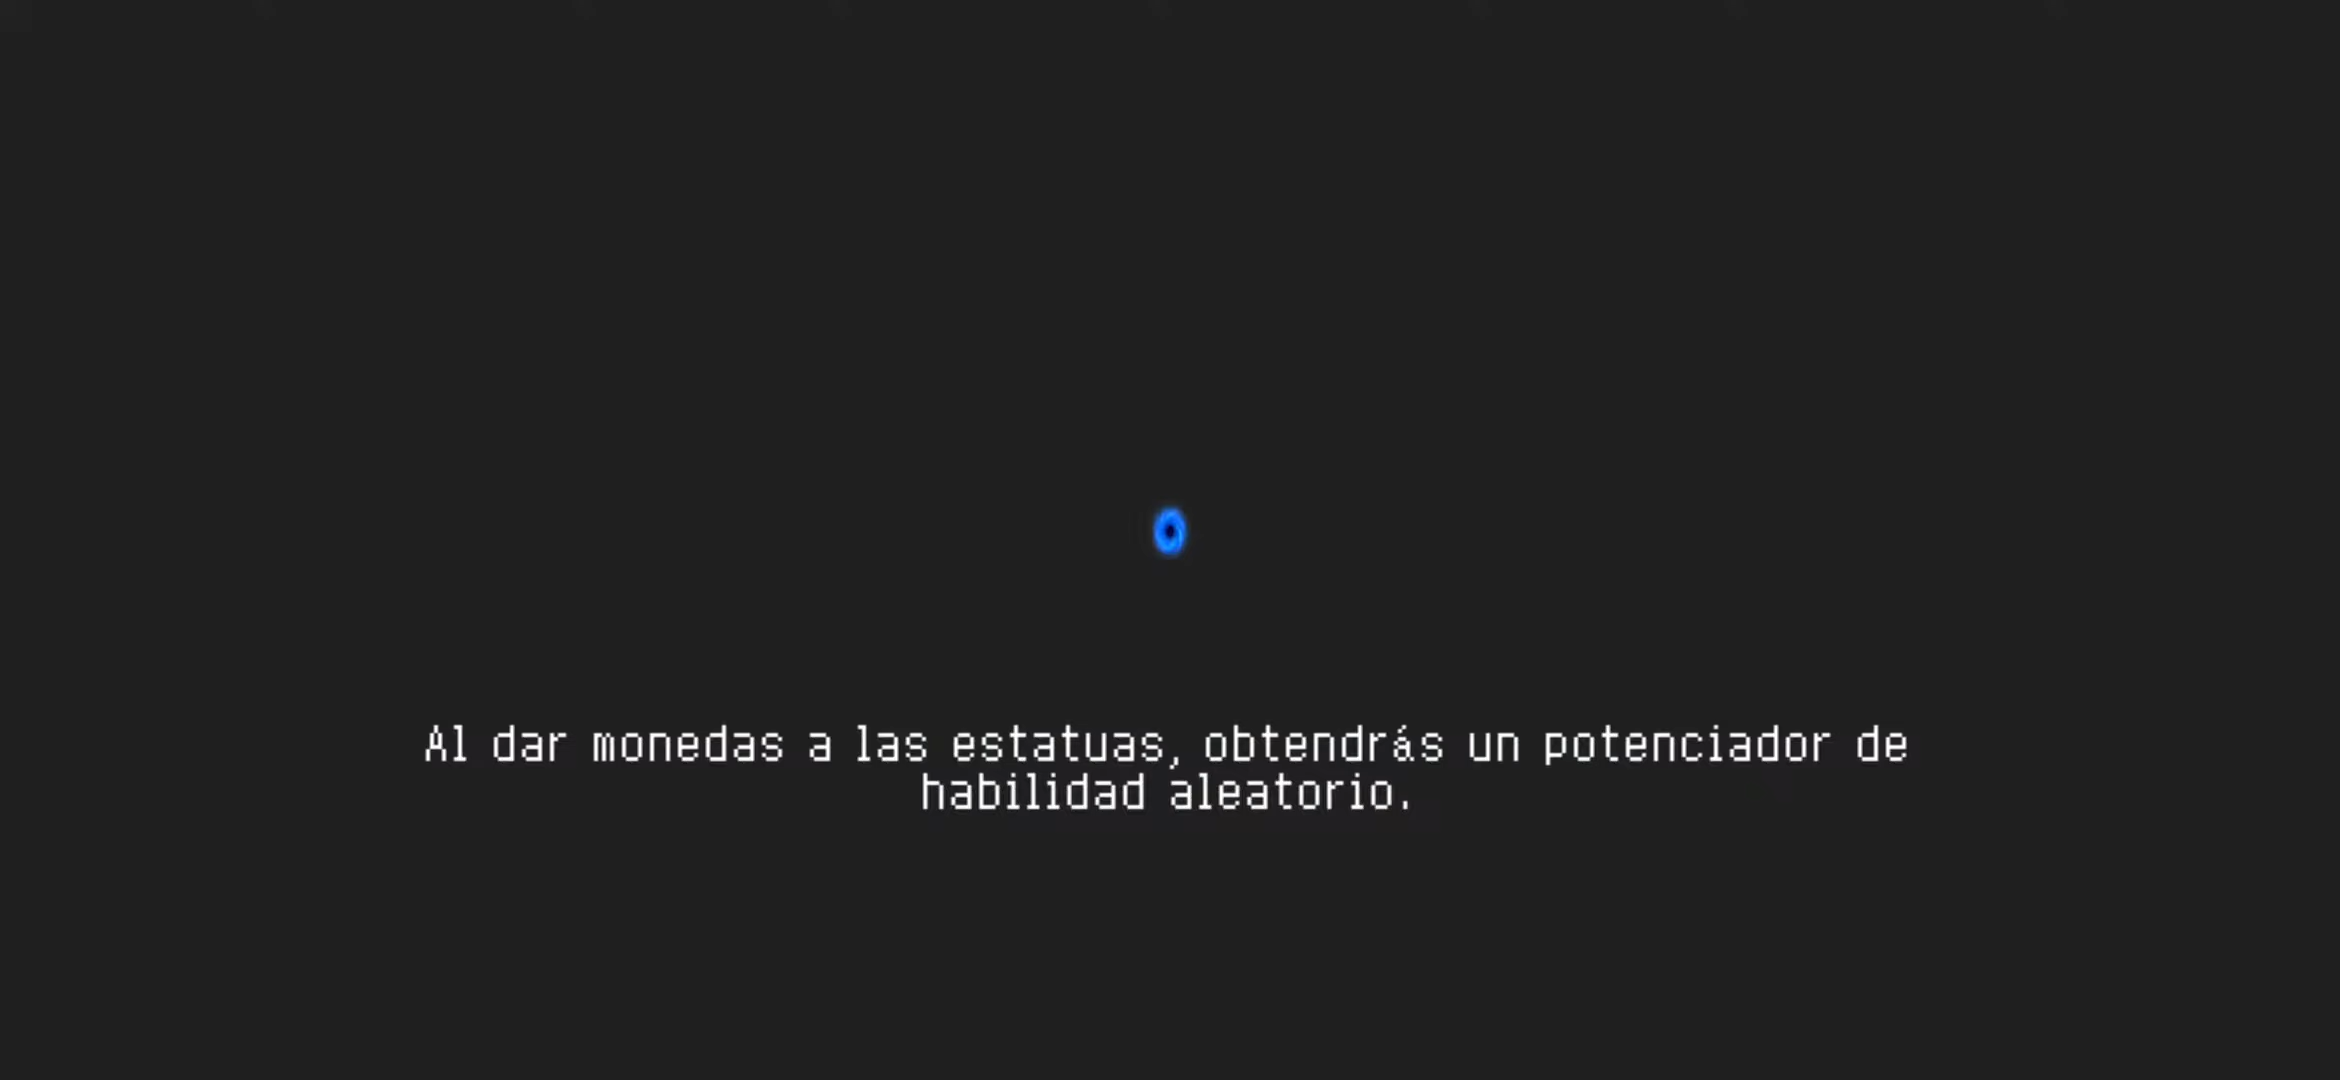 Al dar monedas a las estatuas, obtendrás un potenciador de
habilidad aleatorio.